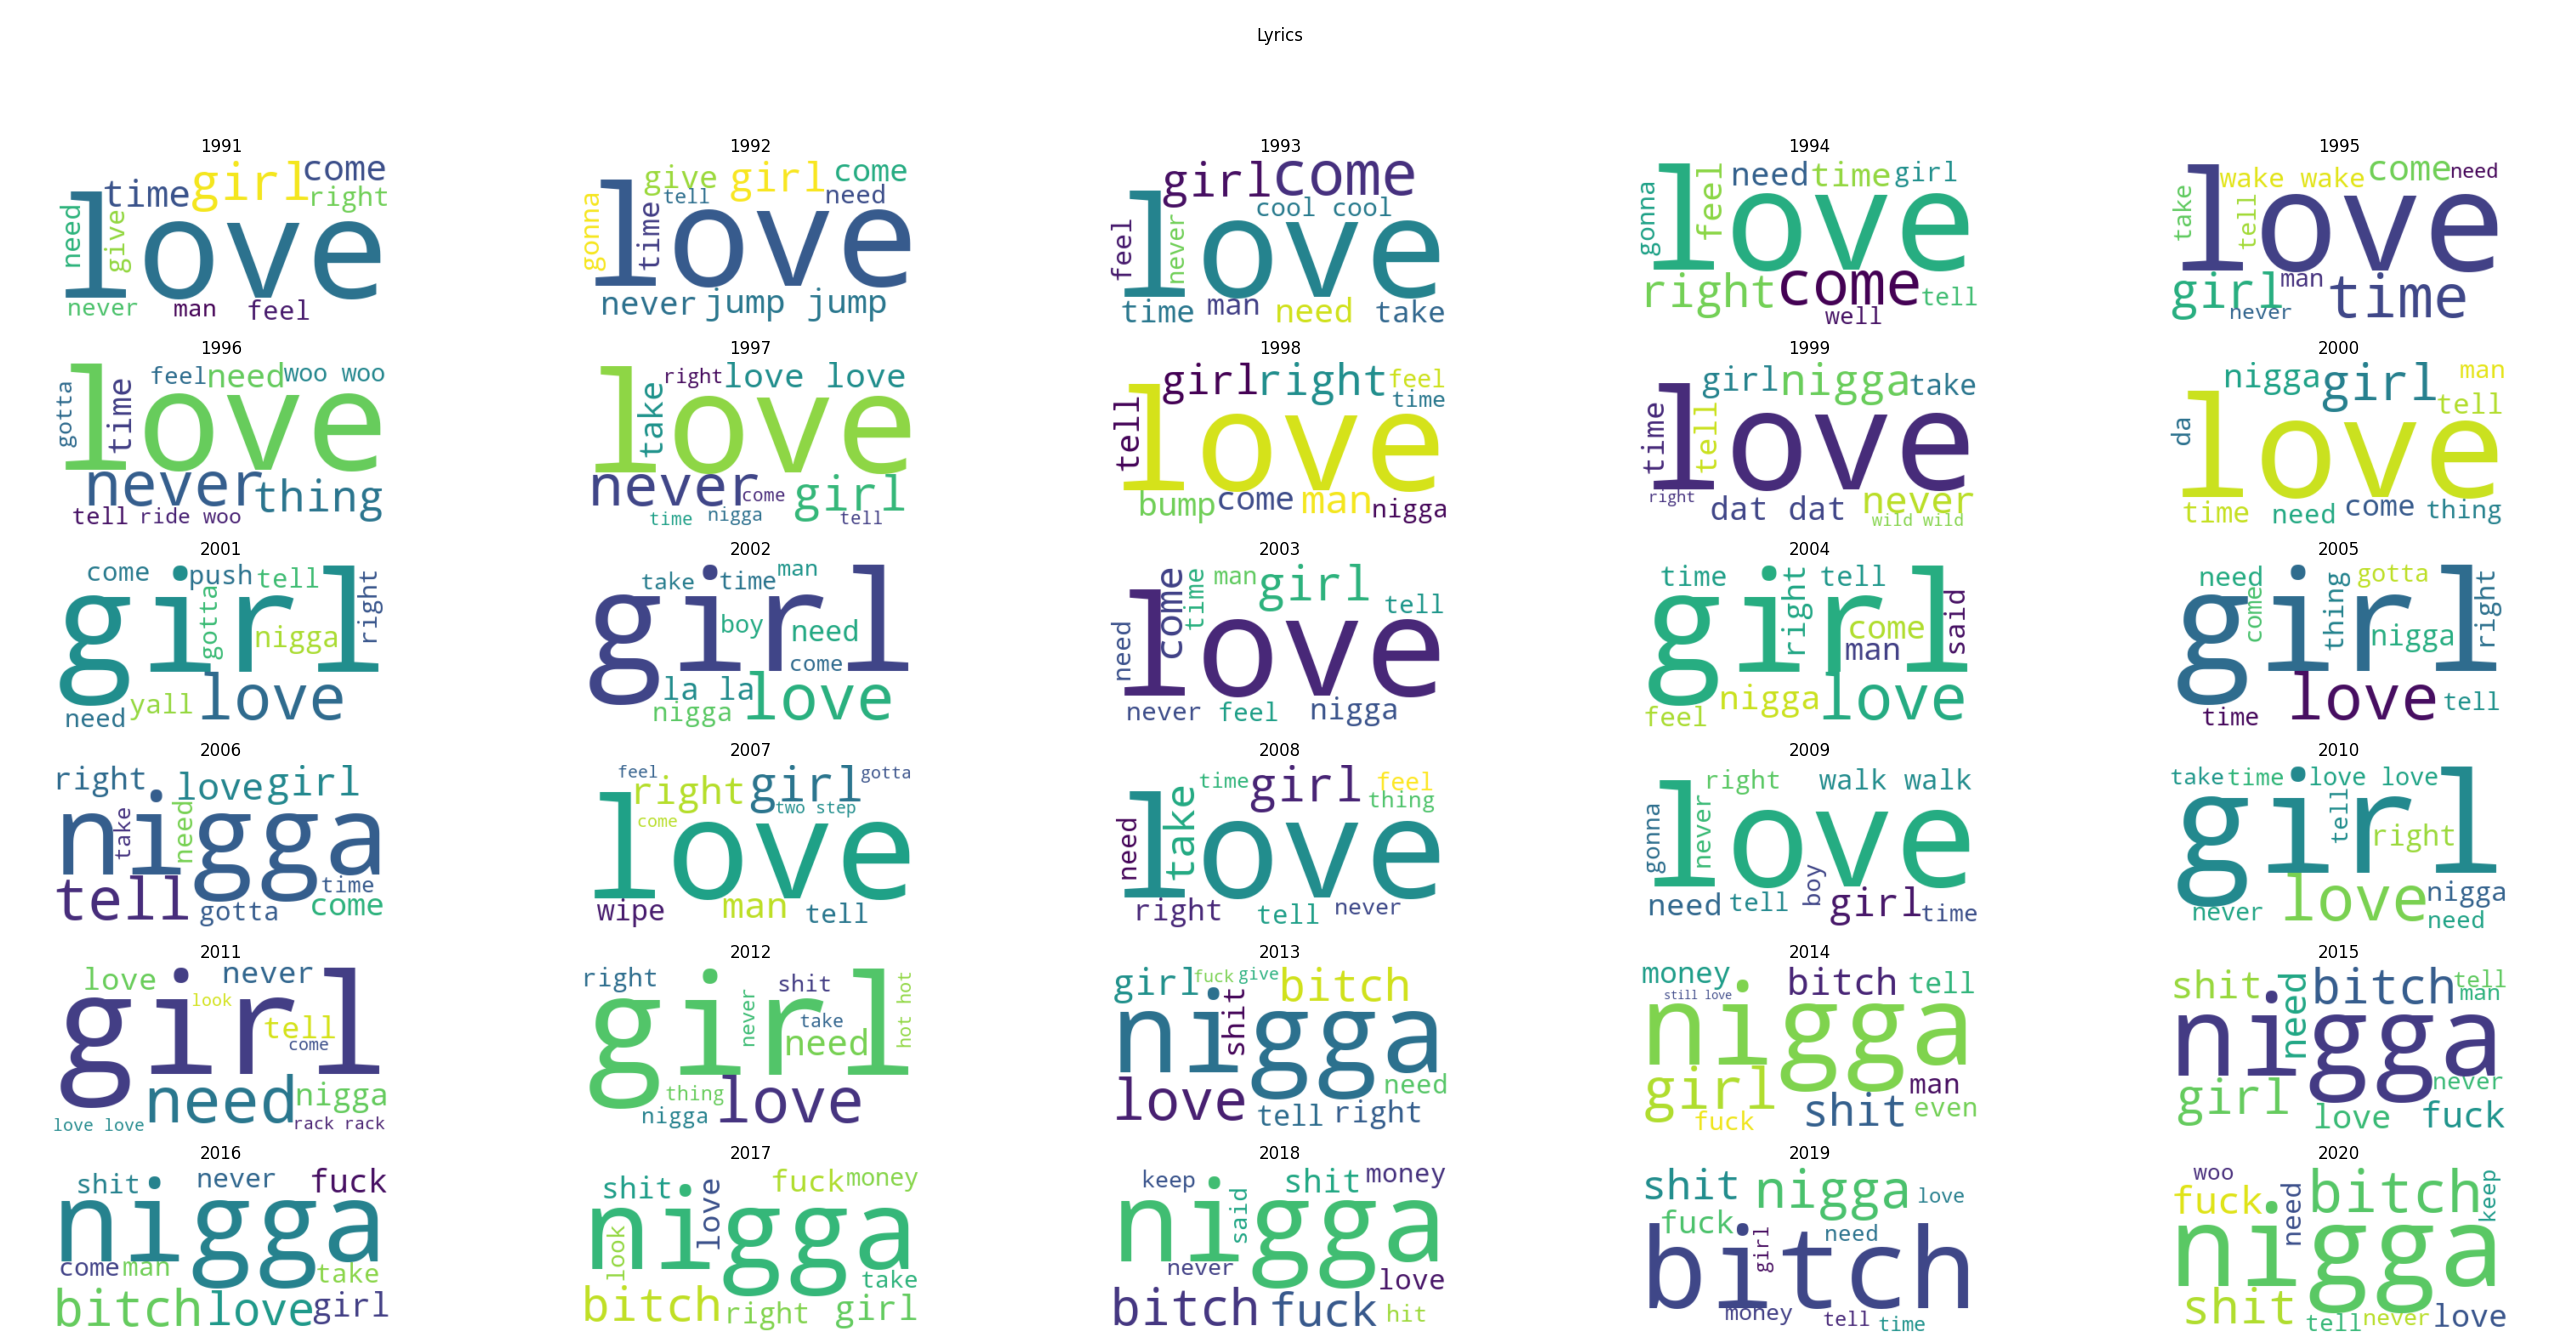 Lyrics
1991
time girl come
right
need give love
never man feel
1992
give girl come
tell need
gonna time love
never jump jump
1993
girl come
cool cool
feel never love
time man need take
1994
need time girl
gonna feel love
right come tell
well
1995
wake wake come need
take tell love
girl man time
never
1996
feel need woo woo
gotta time love
never thing
tell ride woo
1997
right love love
take love
never come girl
time nigga tell
1998
girl right feel
time
tell love
bump come man nigga
1999
girl nigga take
time tell love
right dat dat never
wild wild
2000
nigga girl man
tell
da love
time need come thing
2001
come push tell
girl gotta nigga right
need yall love
2002
take time man
girl boy need
come
la la love
nigga
2003
come time man girl
tell
need love
never feel nigga
2004
time right tell
girl come said
man
nigga love
feel
2005
need thing gotta
girl comed nigga right
love tell
time
2006
right love girl
nigga take need
tell time
gotta come
2007
feel right girl gotta
two step
come love
wipe man tell
2008
time girl feel
thing
need take love
right tell never
2009
right walk walk
gonna never love
need tell boy girl time
2010
take time love love
girl tell right
love nigga
never need
2011
love never
look
girl tell
come
need nigga
love love rack rack
2012
right shit
girl never take hot hot
need
thing love
nigga
2013
girl fuck give bitch
nigga shit
love need
tell right
2014
money bitch tell
still love
nigga
girl man
fuck shit even
2015
shit need bitch tell
man
nigga
girl never
love fuck
2016
shit never fuck
nigga
come man take
bitch love girl
2017
shit love fuck money
nigga
look take
bitch right girl
2018
keep shit money
nigga said
never love
bitch fuck hit
2019
shit nigga love
fuck need
bitch girl
money tell time
2020
woo
fuck need bitch keep
nigga
shit tell never love